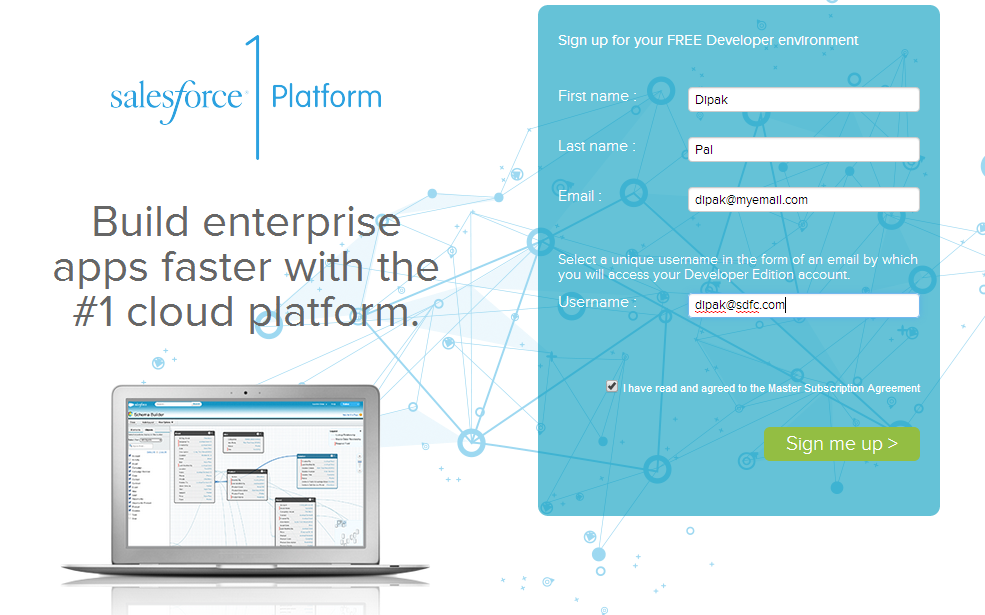 salesforce 1 Platform
Build enterprise
apps faster with the
#1 cloud platform.
Schema Builder
Sign up for your FREE Developer environment
First name :
Dipak
Last name :
Pal
Email :
dipak@myemail.com
Select a unique username in the form of an email by which
you will access your Developer Edition account.
Username :
dipak@sdfc.com
I have read and agreed to the Master Subscription Agreement
Sign me up >